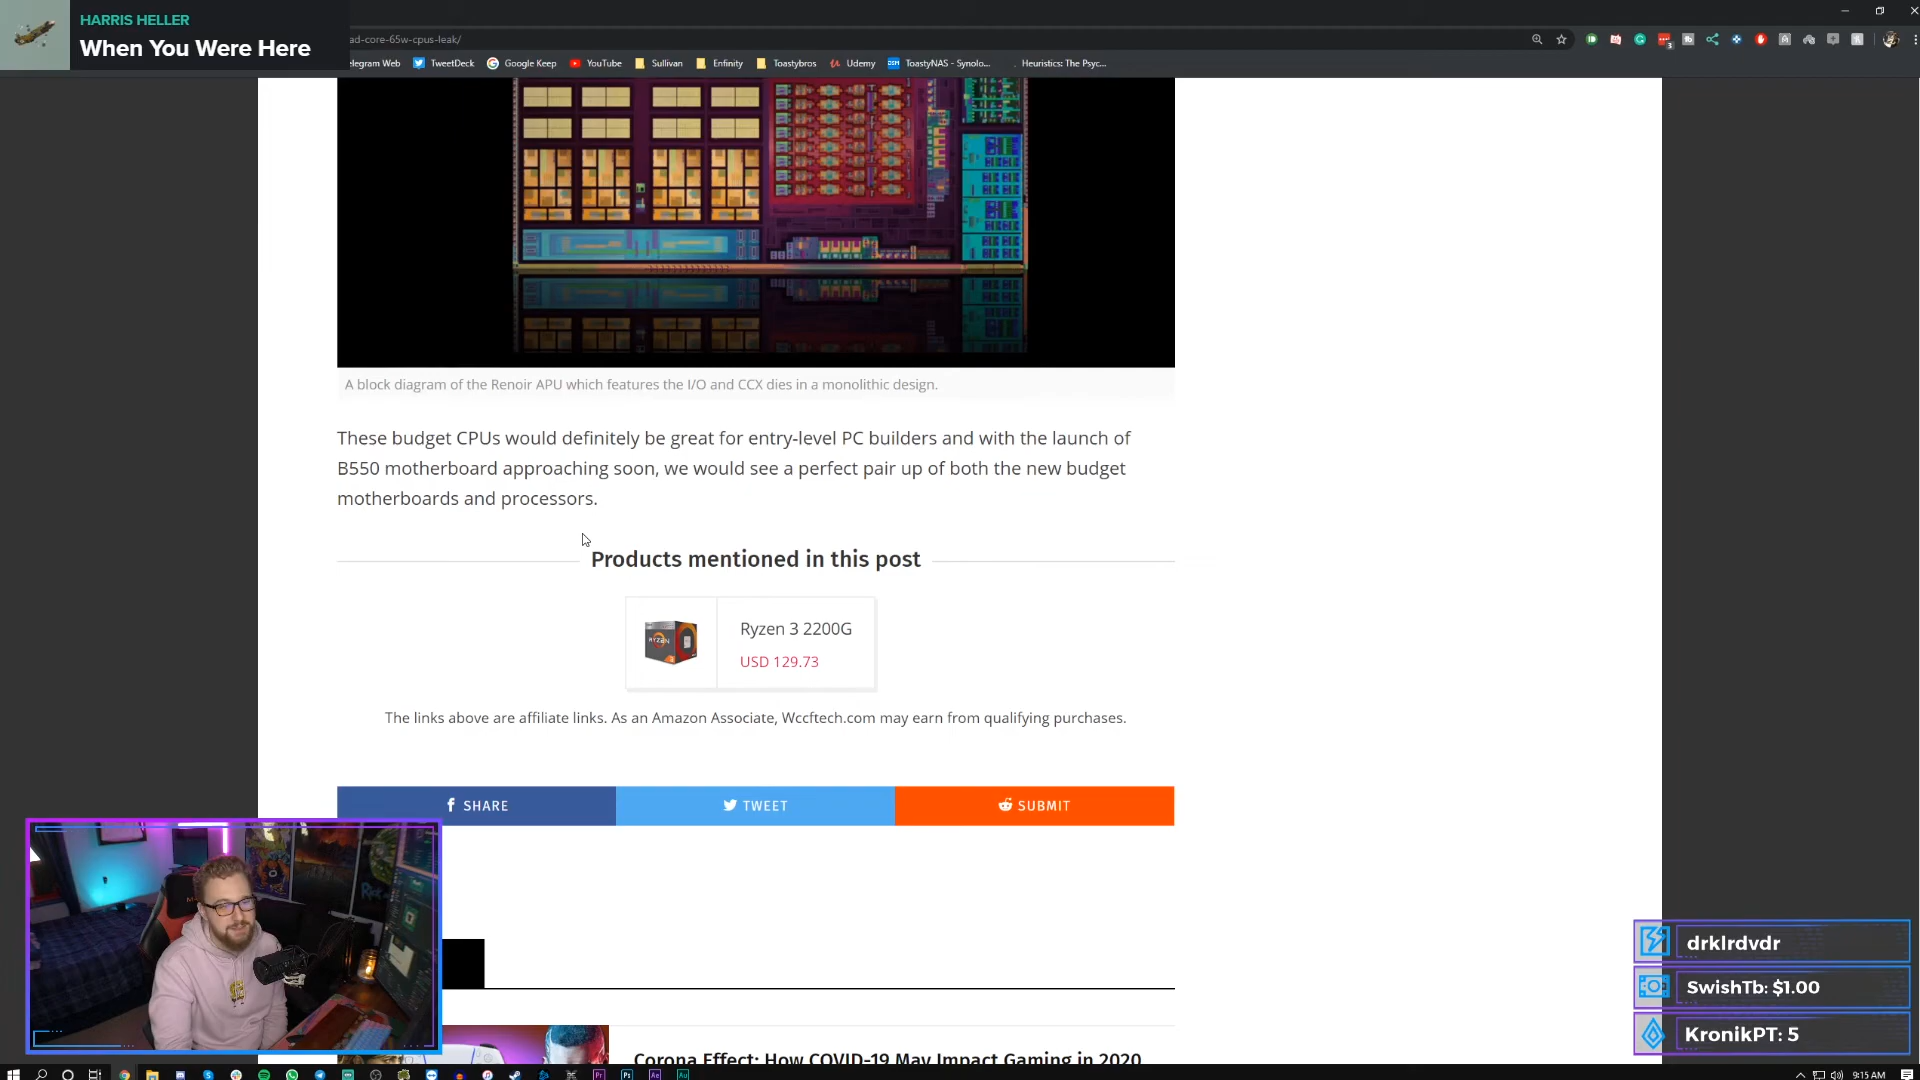 HARRIS HELLER
When You Were Here
ad-core-65w-cpus-leak/
elegram Web TweetDeck Google Keep YouTube Sullivan Enfinity Toastybros Udemy ToastyNAS - Synolo... Heuristics: The Psyc...
A block diagram of the Renoir APU which features the I/O and CCX dies in a monolithic design.
These budget CPUs would definitely be great for entry-level PC builders and with the launch of
B550 motherboard approaching soon, we would see a perfect pair up of both the new budget
motherboards and processors.
Products mentioned in this post
RYZEN
Ryzen 3 2200G
USD 129.73
The links above are affiliate links. As an Amazon Associate, Wccftech.com may earn from qualifying purchases.
SHARE TWEET SUBMIT
drklrdvdr
SwishTb: $1.00
KronikPT: 5
Corona Effect: How COVID-19 May Impact Gaming in 2020
9:15 AM